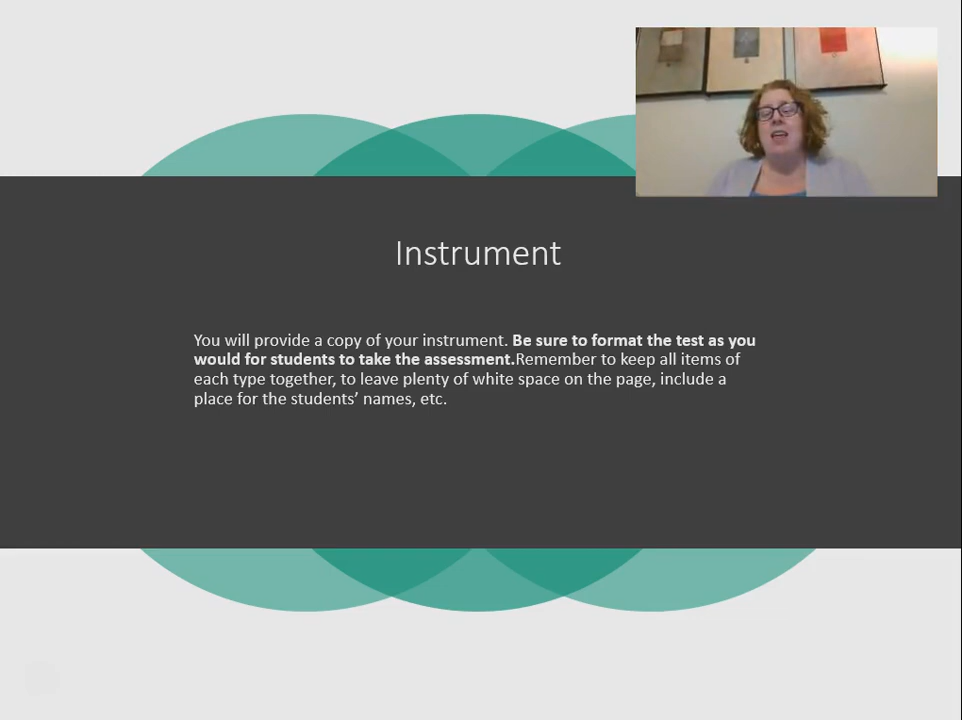 Instrument
You will provide a copy of your instrument. Be sure to format the test as you
would for students to take the assessment.Remember to keep all items of
each type together, to leave plenty of white space on the page, include a
place for the students’ names, etc.